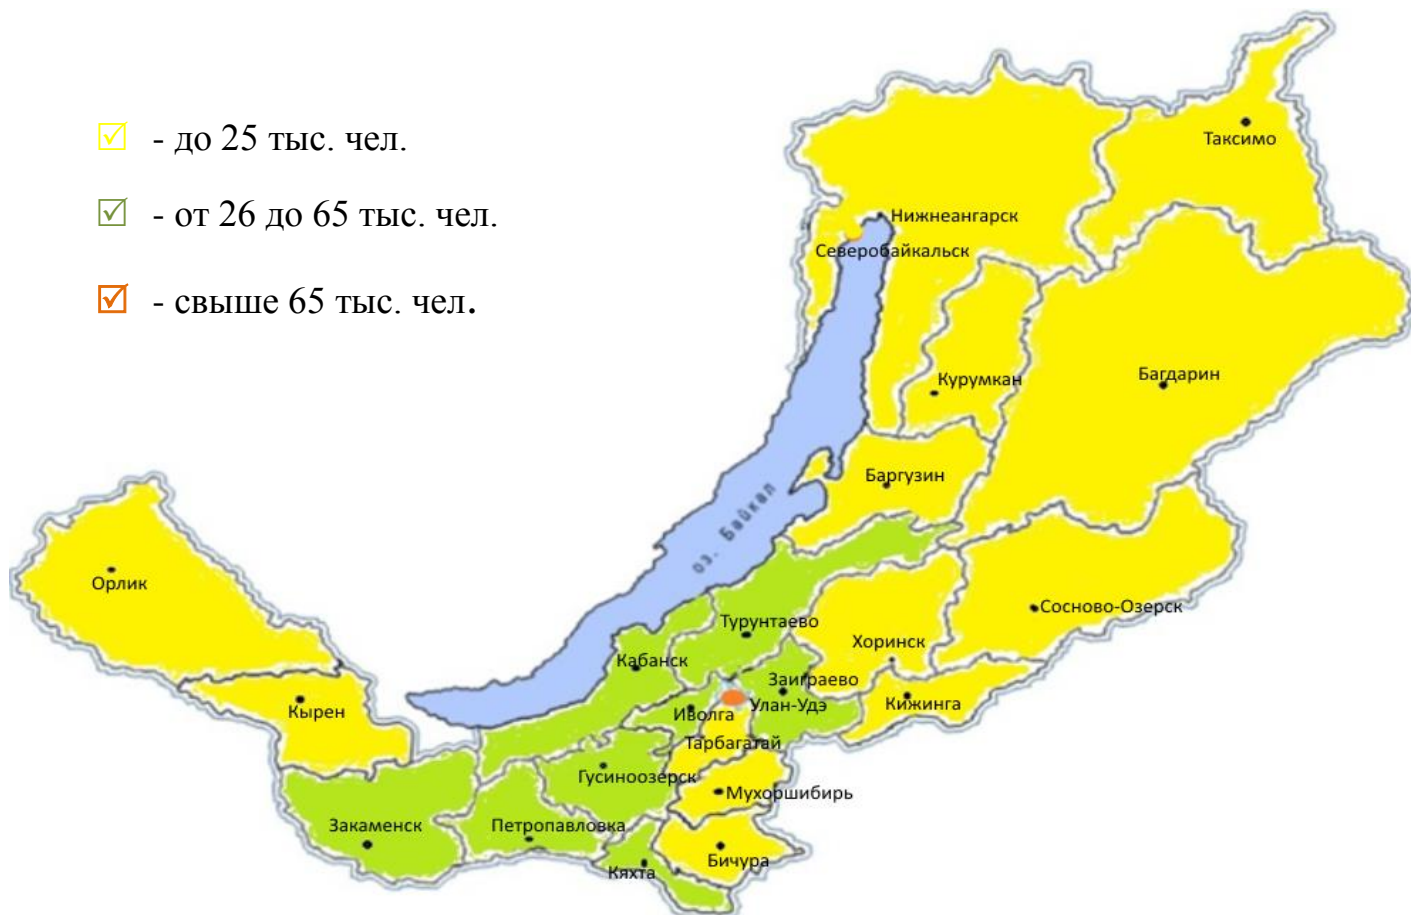 - до 25 тыс. чел.
- от 26 до 65 тыс. чел.
- свыше 65 тыс. чел.
Таксимо
Нижнеангарск
Северобайкальск
Курумкан
Багдарин
Баргузин
оз. Байкал
Орлик
Сосново-Озерск
Турунтаево
Хоринск
Кабанск
Заиграево
Улан-Удэ
Кижинга
Кырен
Иволга
Тарбагатай
Гусиноозерск
Мухоршибирь
Закаменск
Петропавловка
Бичура
Кяхта